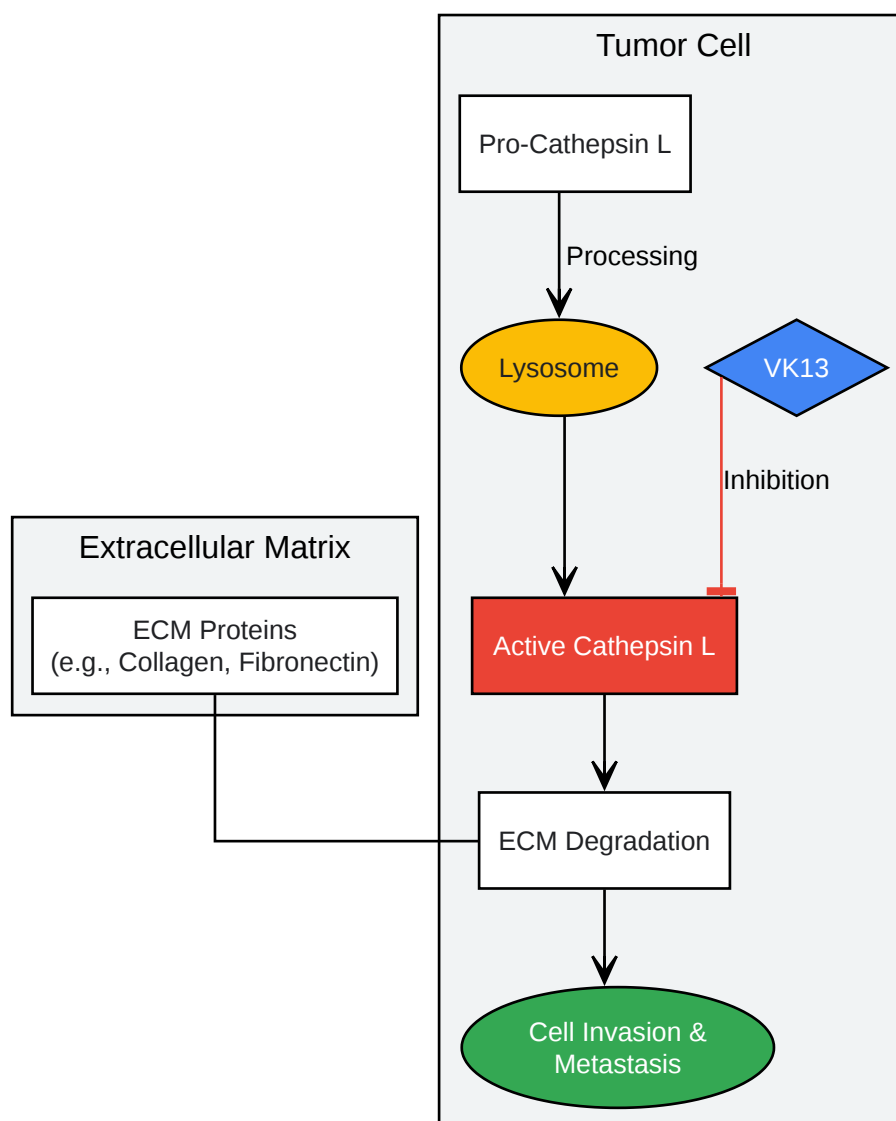 Tumor Cell
Pro-Cathepsin L
Processing
Lysosome
VK13
Inhibition
Extracellular Matrix
ECM Proteins
(e.g., Collagen, Fibronectin)
Active Cathepsin L
ECM Degradation
Cell Invasion &
Metastasis